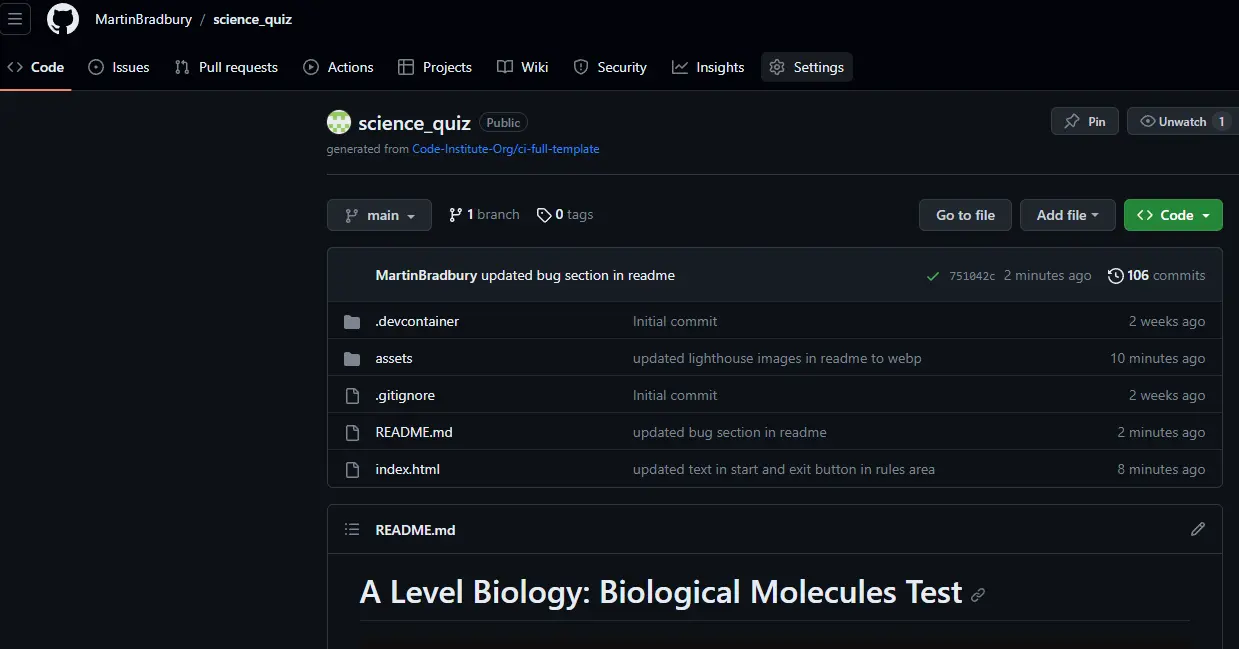 MartinBradbury / science_quiz
Code Issues Pull requests Actions Projects Wiki Security Insights Settings
science_quiz Public Pin Unwatch 1
generated from Code-Institute-Org/ci-full-template
main 1 branch 0 tags Go to file Add file Code
MartinBradbury updated bug section in readme 751042c 2 minutes ago 106 commits
.devcontainer Initial commit 2 weeks ago
assets updated lighthouse images in readme to webp 10 minutes ago
.gitignore Initial commit 2 weeks ago
README.md updated bug section in readme 2 minutes ago
index.html updated text in start and exit button in rules area 8 minutes ago
README.md
A Level Biology: Biological Molecules Test